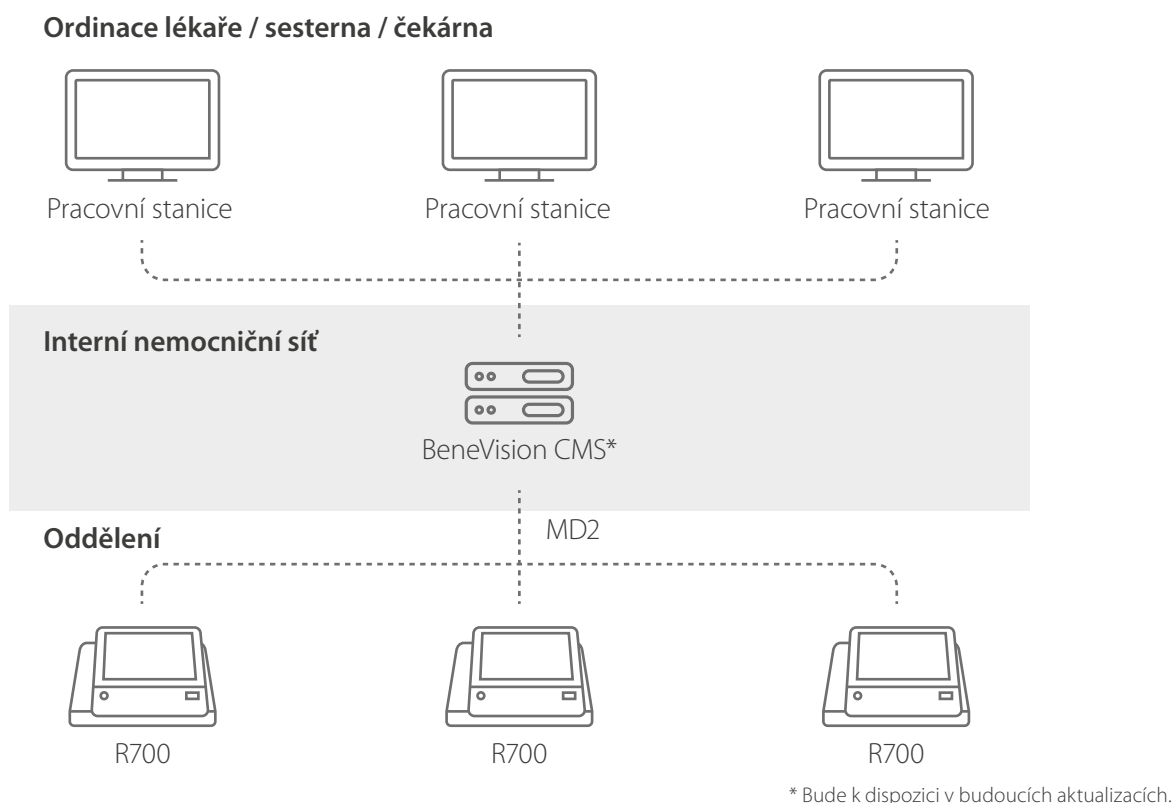 Ordinace lékaře / sesterna / čekárna
Pracovní stanice
Pracovní stanice
Pracovní stanice
Interní nemocniční síť
BeneVision CMS*
MD2
Oddělení
R700
R700
R700
* Bude k dispozici v budoucích aktualizacích.